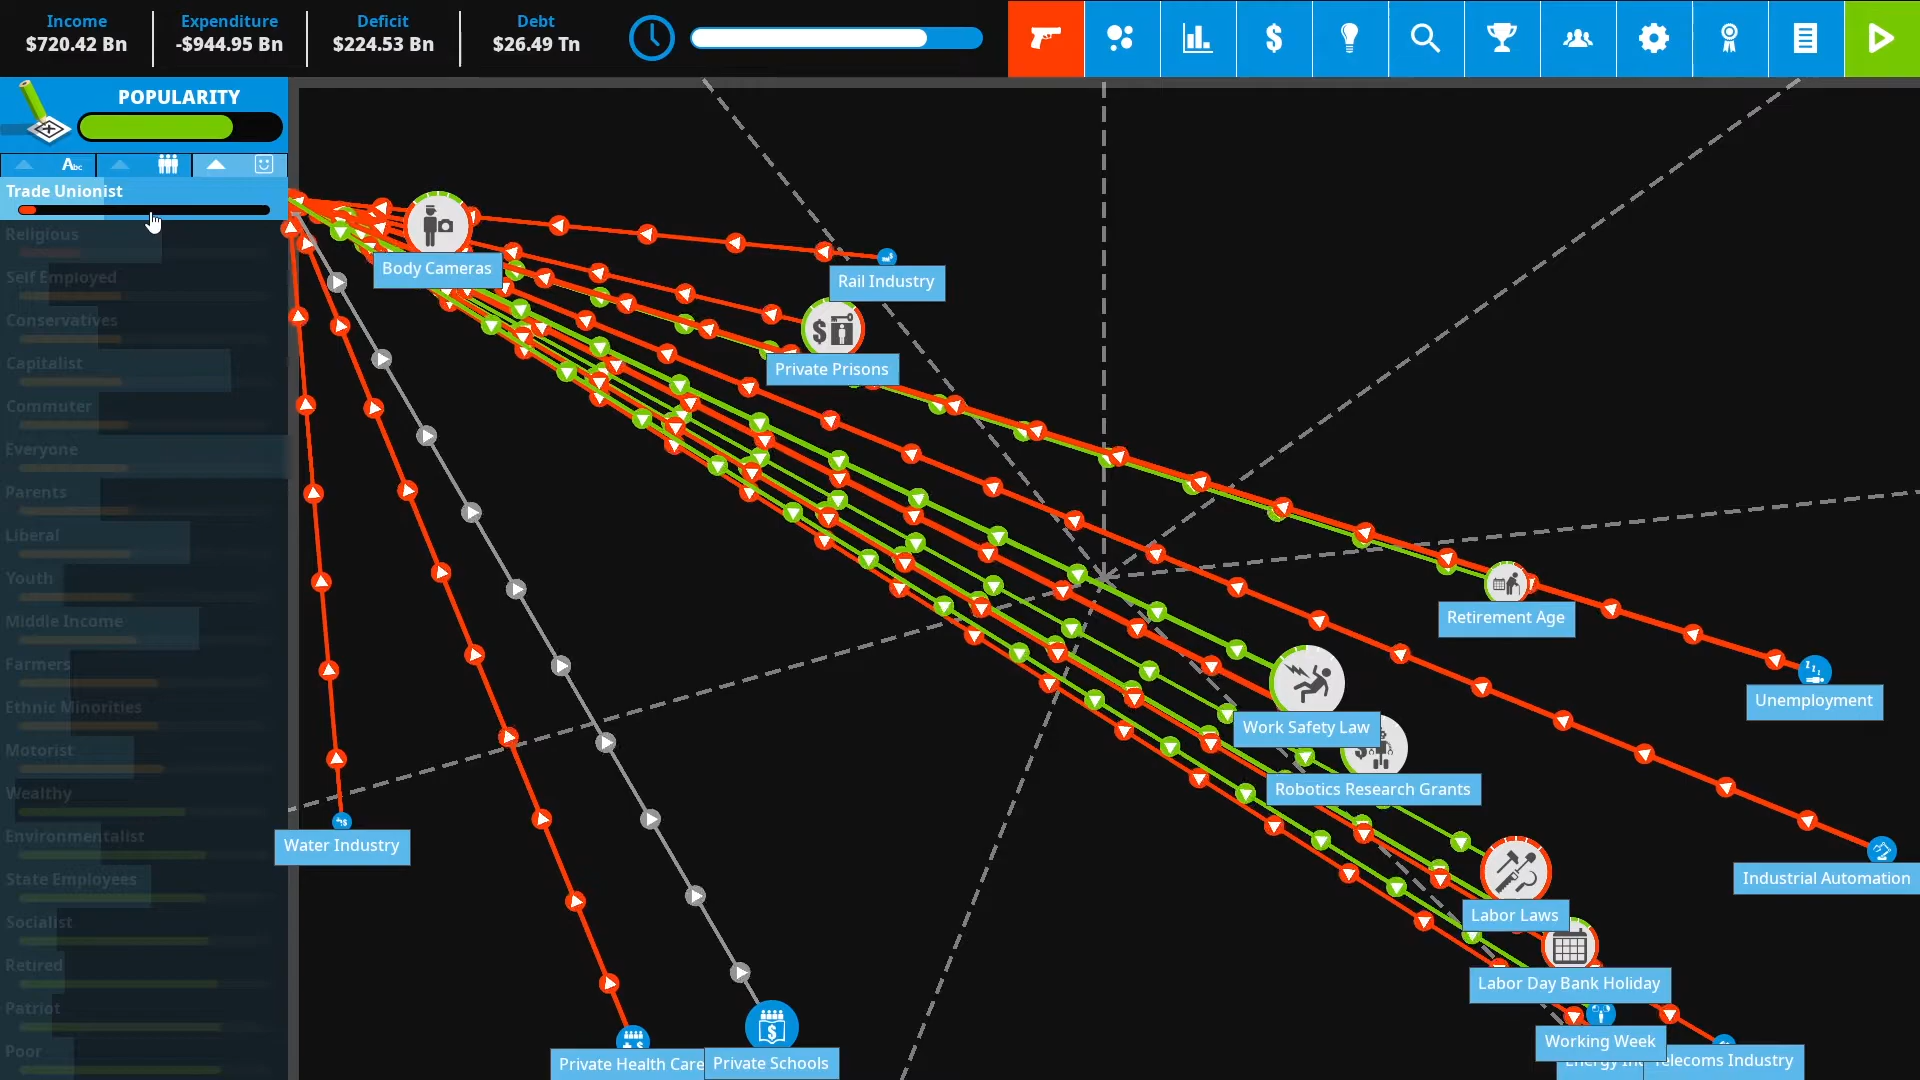 Income
$720.42 Bn
Expenditure
-$944.95 Bn
Deficit
$224.53 Bn
Debt
$26.49 Tn
POPULARITY
Abc
Trade Unionist
Religious
Self Employed
Conservatives
Capitalist
Commuter
Everyone
Parents
Liberal
Youth
Middle Income
Farmers
Ethnic Minorities
Motorist
Wealthy
Environmentalist
State Employees
Socialist
Retired
Patriot
Poor
Body Cameras
Rail Industry
Private Prisons
Retirement Age
Unemployment
Work Safety Law
Robotics Research Grants
Water Industry
Industrial Automation
Labor Laws
Labor Day Bank Holiday
Working Week
Private Health Care
Private Schools
Energy Ind
Telecoms Industry